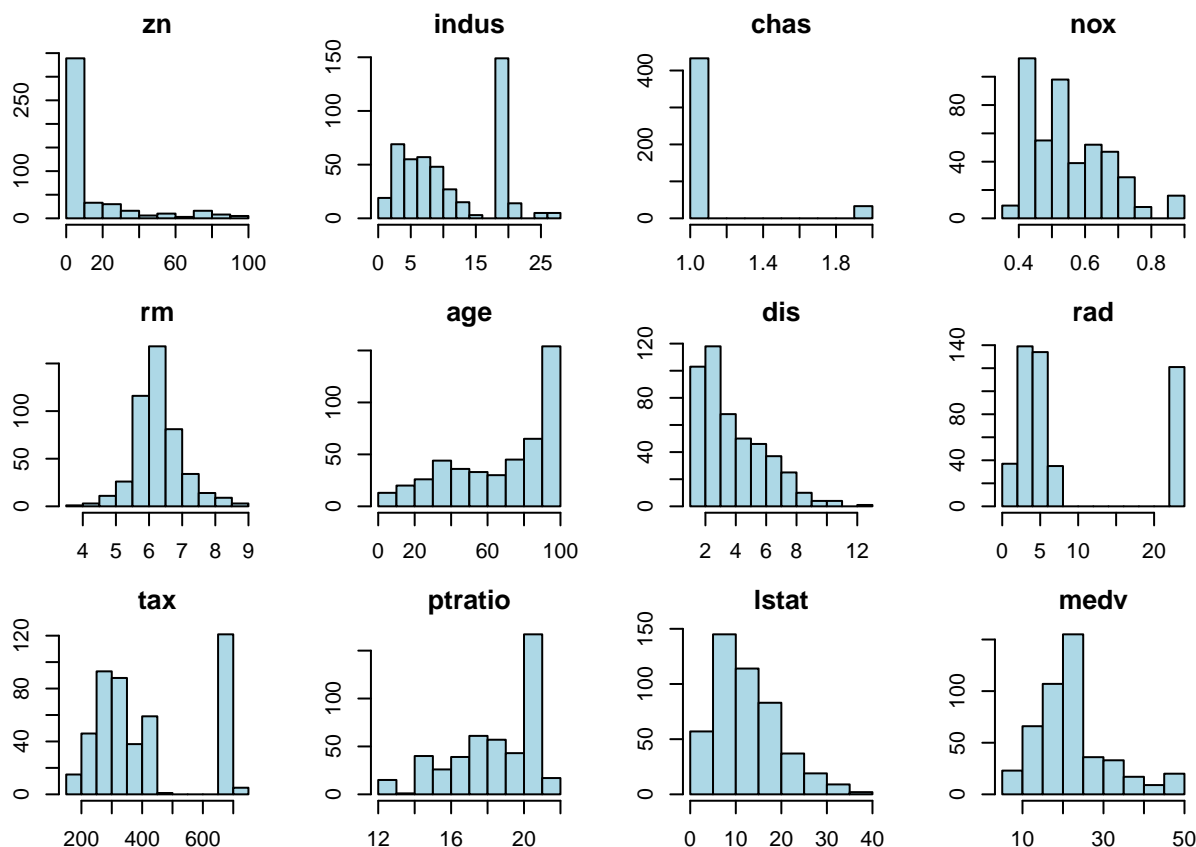 zn indus chas nox
0 100 250
0 20 60 100
0 50 100 150
0 5 15 25
0 200 400
1.0 1.4 1.8
0 40 80
0.4 0.6 0.8
rm age dis rad
0 50 100
4 5 6 7 8 9
0 50 100
0 20 60 100
0 40 80 120
2 4 6 8 12
0 40 80 140
0 5 10 20
tax ptratio lstat medv
0 40 80 120
200 400 600
0 50 100
12 16 20
0 50 100 150
0 10 20 30 40
0 50 100
10 30 50